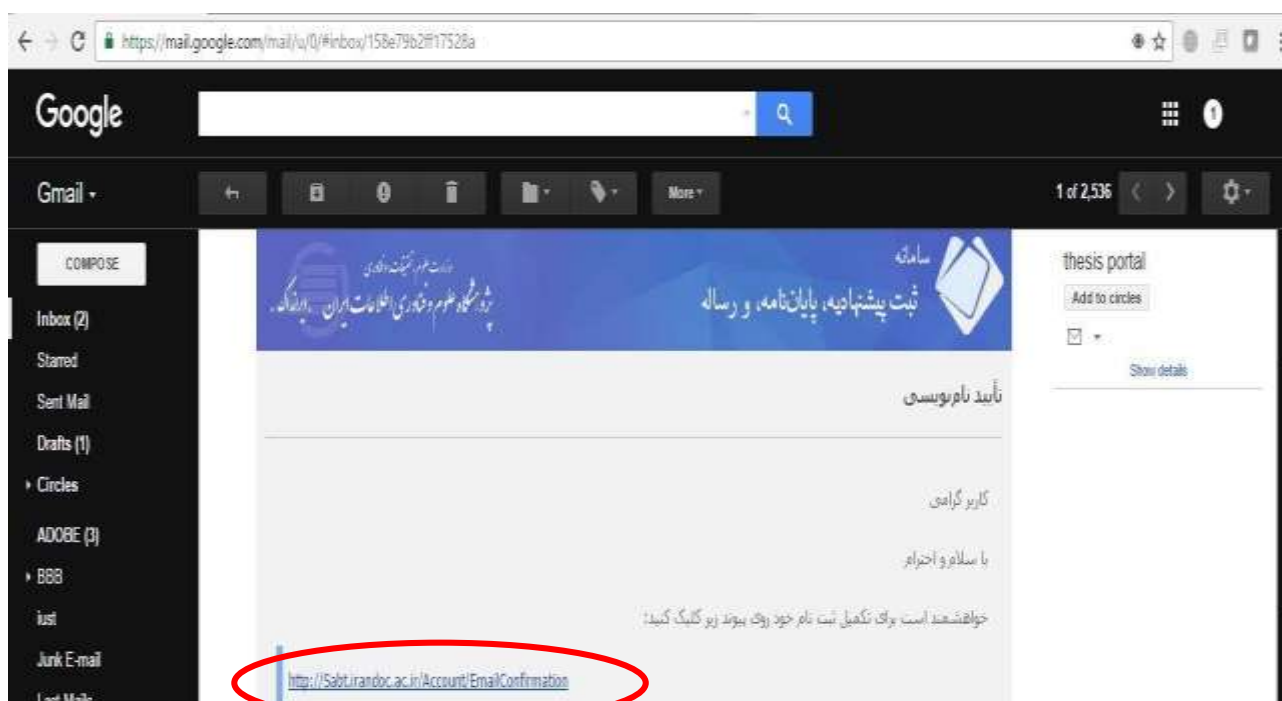 https://mail.google.com/mail/u/0/#inbox/158e79b2ff17528a
Google
1
Gmail
More
1 of 2,536
COMPOSE
Inbox (2)
Starred
Sent Mail
Drafts (1)
Circles
ADOBE (3)
BBB
iust
Junk E-mail
سامانه
ثبت پیشنهادیه، پایان‌نامه، و رساله
وزارت علوم، تحقیقات و فناوری
پژوهشگاه علوم و فناوری اطلاعات ایران
تأیید نام‌نویسی
کاربر گرامی
با سلام و احترام
خواهشمند است برای تکمیل ثبت نام خود روی پیوند زیر کلیک کنید:
http://Sabt.irandoc.ac.ir/Account/EmailConfirmation
thesis portal
Add to circles
Show details